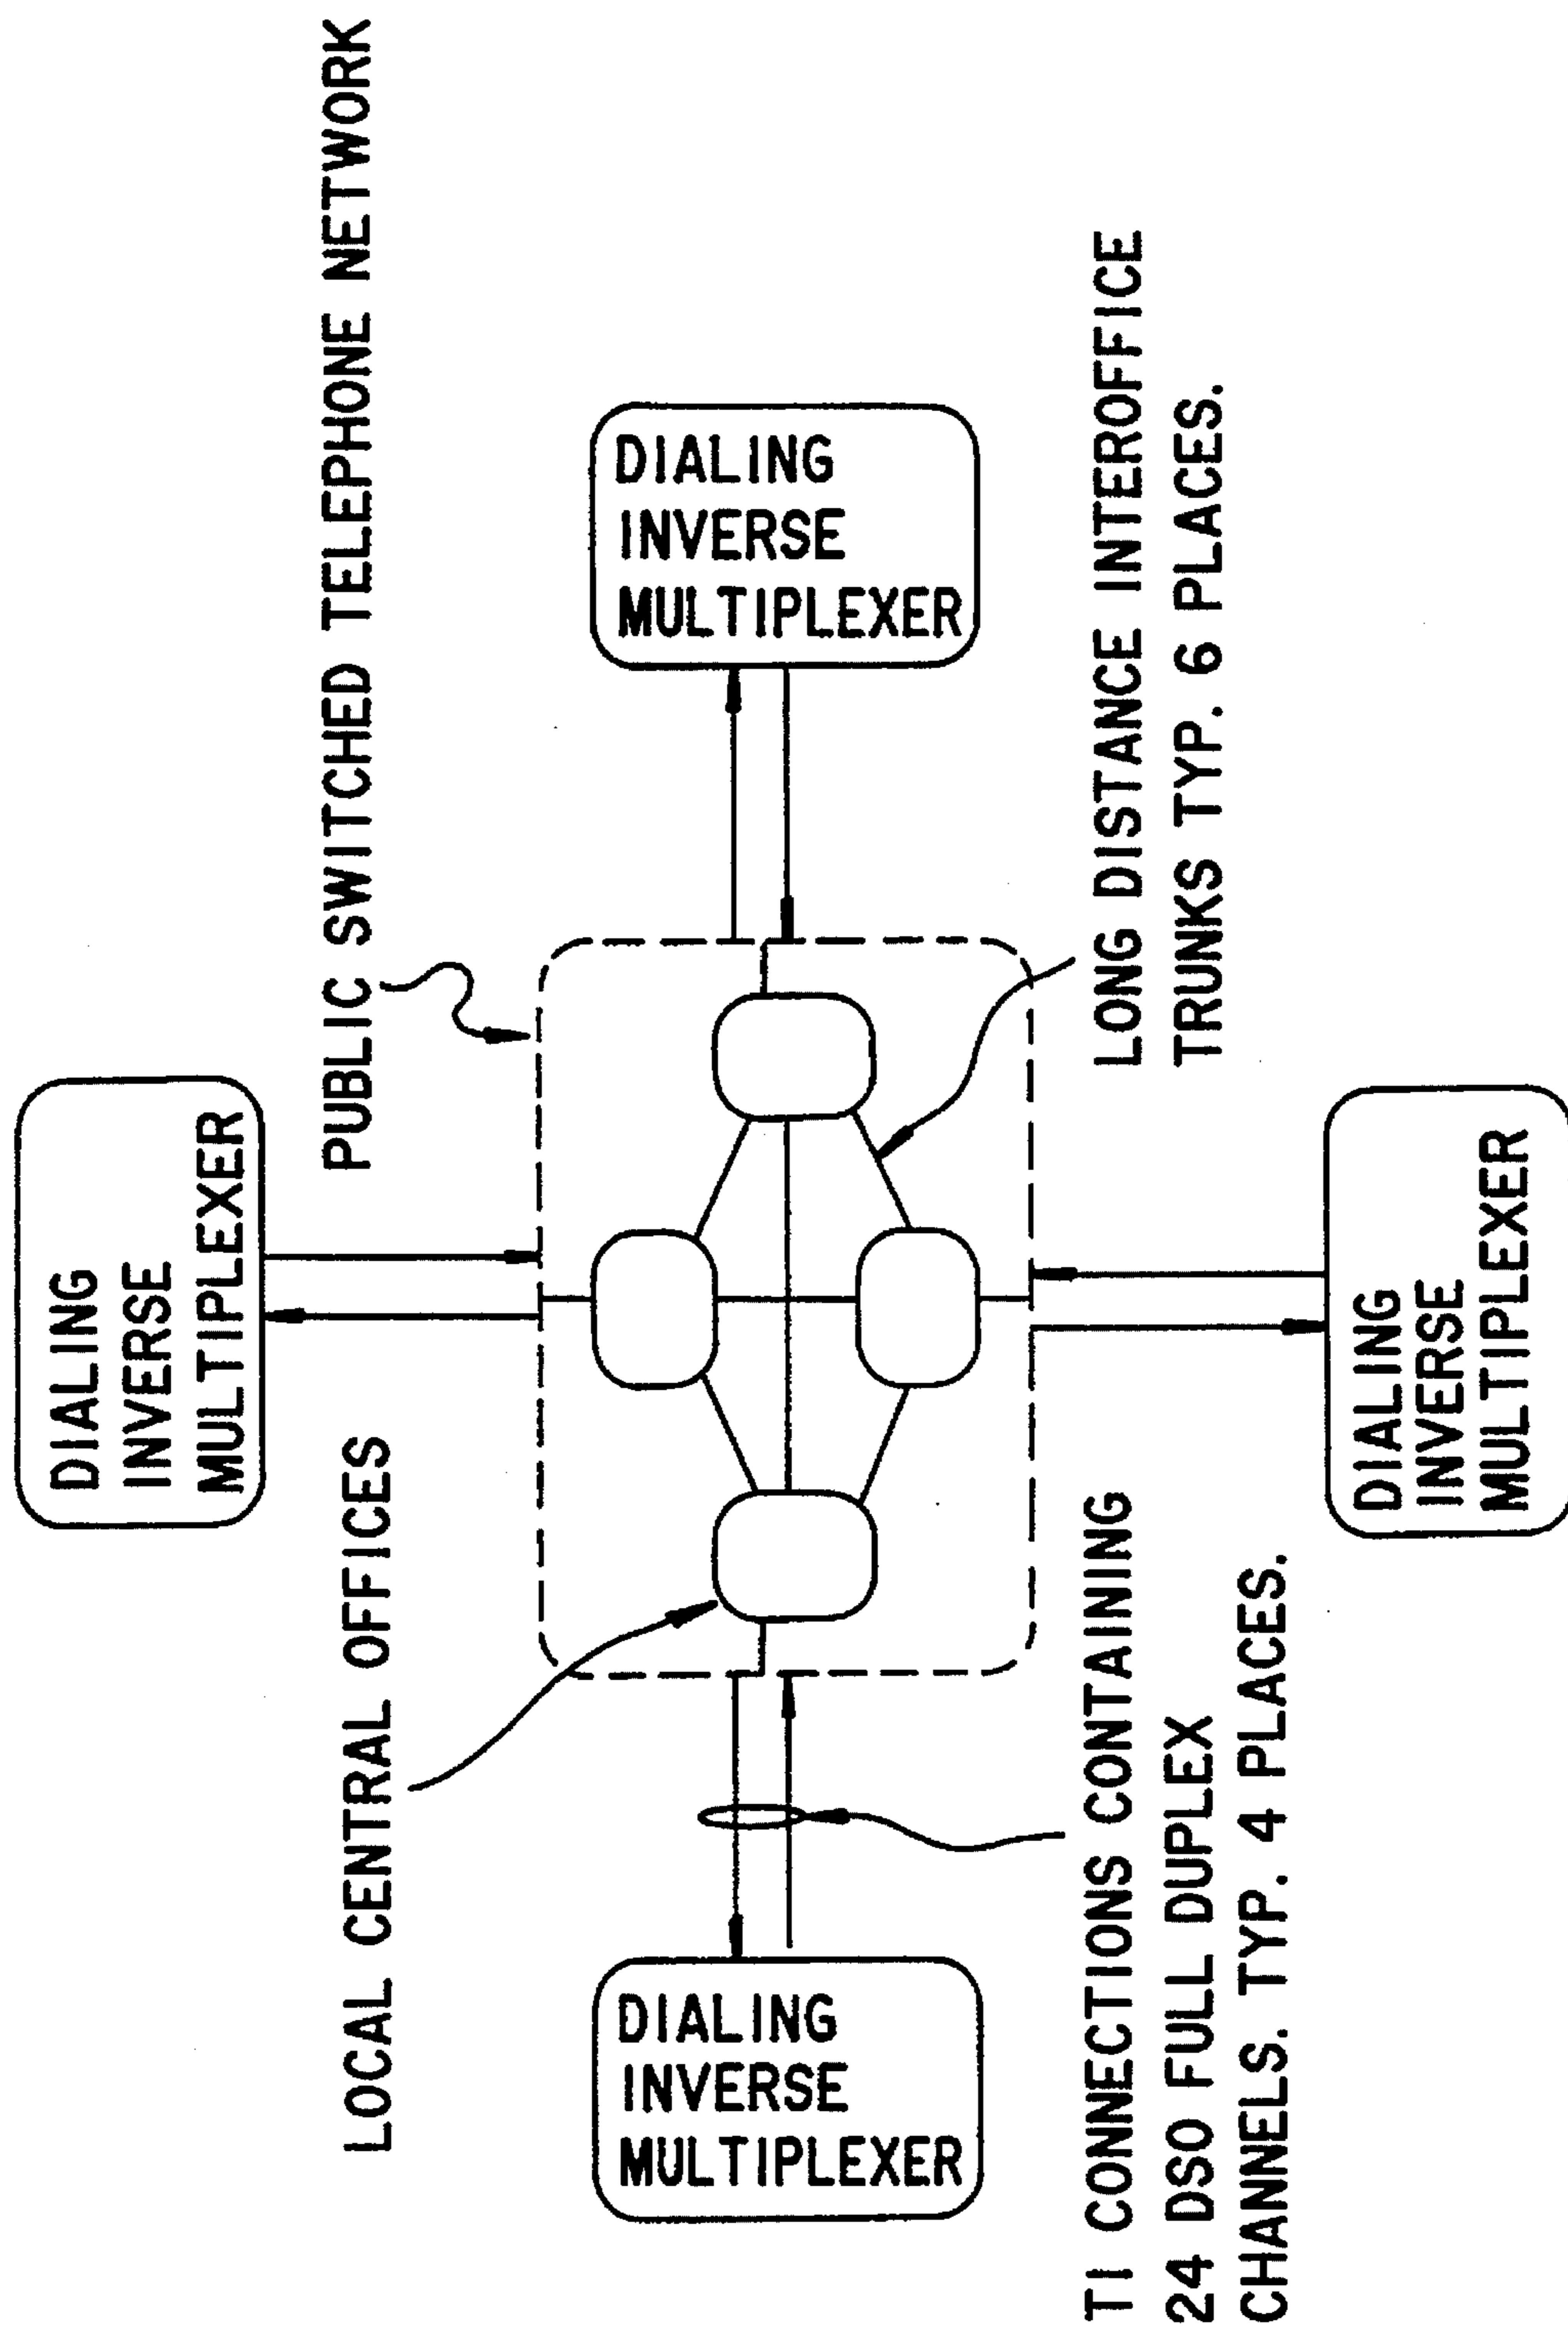 DIALING
INVERSE
MULTIPLEXER
PUBLIC SWITCHED TELEPHONE NETWORK
LOCAL CENTRAL OFFICES
DIALING
INVERSE
MULTIPLEXER
DIALING
INVERSE
MULTIPLEXER
T1 CONNECTIONS CONTAINING
24 DSO FULL DUPLEX
CHANNELS. TYP. 4 PLACES.
LONG DISTANCE INTEROFFICE
TRUNKS TYP. 6 PLACES.
DIALING
INVERSE
MULTIPLEXER